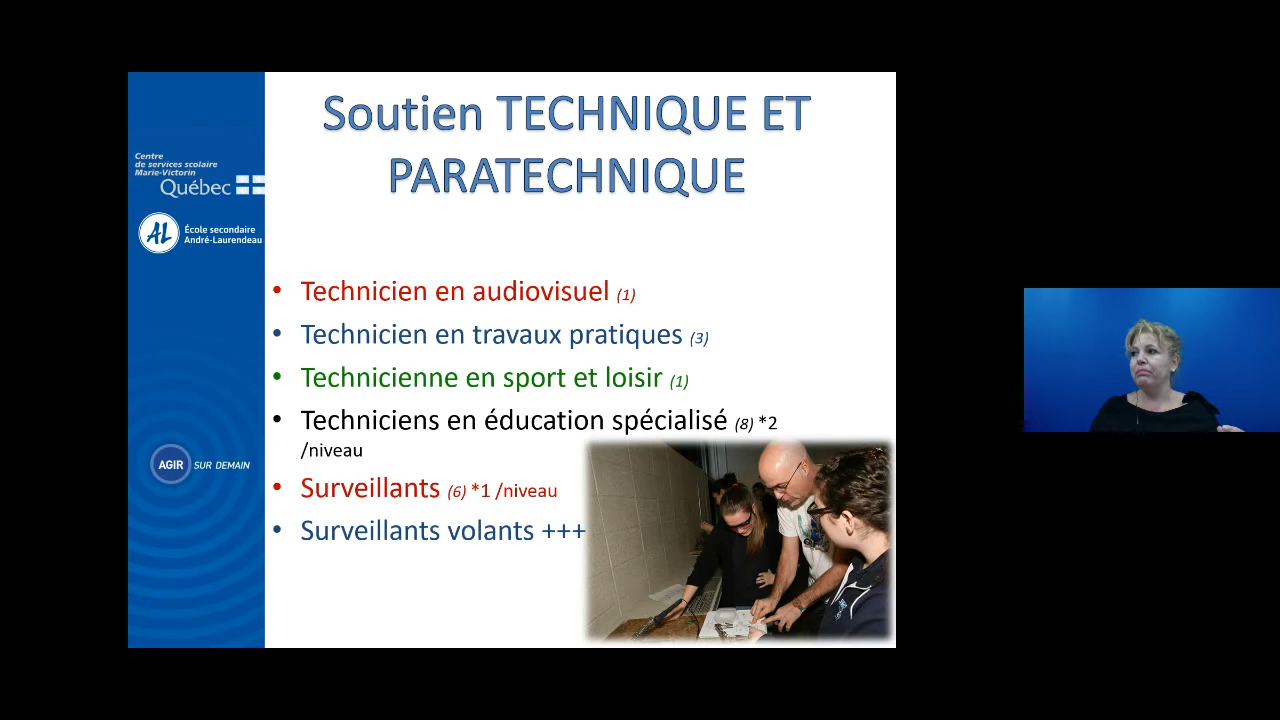 Soutien TECHNIQUE ET
PARATECHNIQUE
Centre
de services scolaire
Marie-Victorin
Québec
AL
École secondaire
André-Laurendeau
• Technicien en audiovisuel (1)
• Technicien en travaux pratiques (3)
• Technicienne en sport et loisir (1)
• Techniciens en éducation spécialisé (8) *2
/niveau
• Surveillants (6) *1 /niveau
• Surveillants volants +++
AGIR SUR DEMAIN